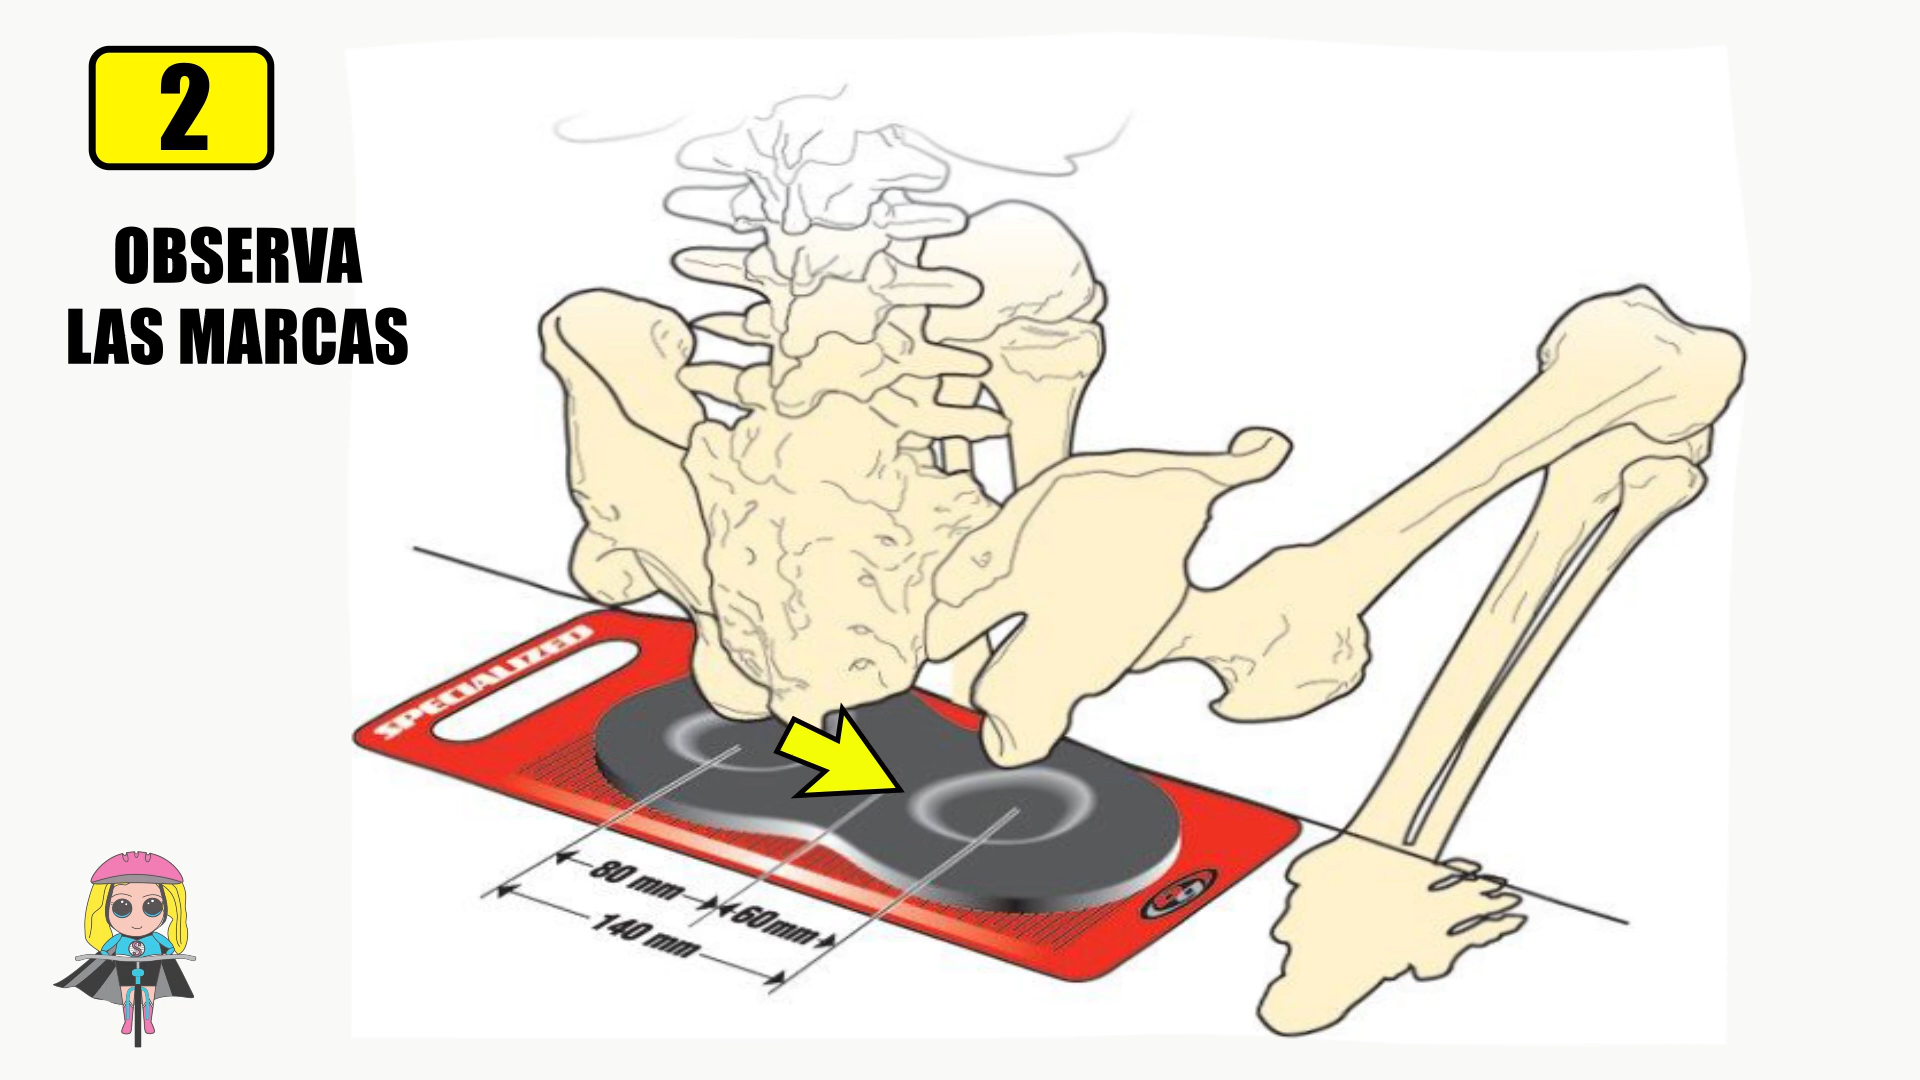 2
OBSERVA
LAS MARCAS
SPECIALIZED
80 mm
60mm
140 mm
S